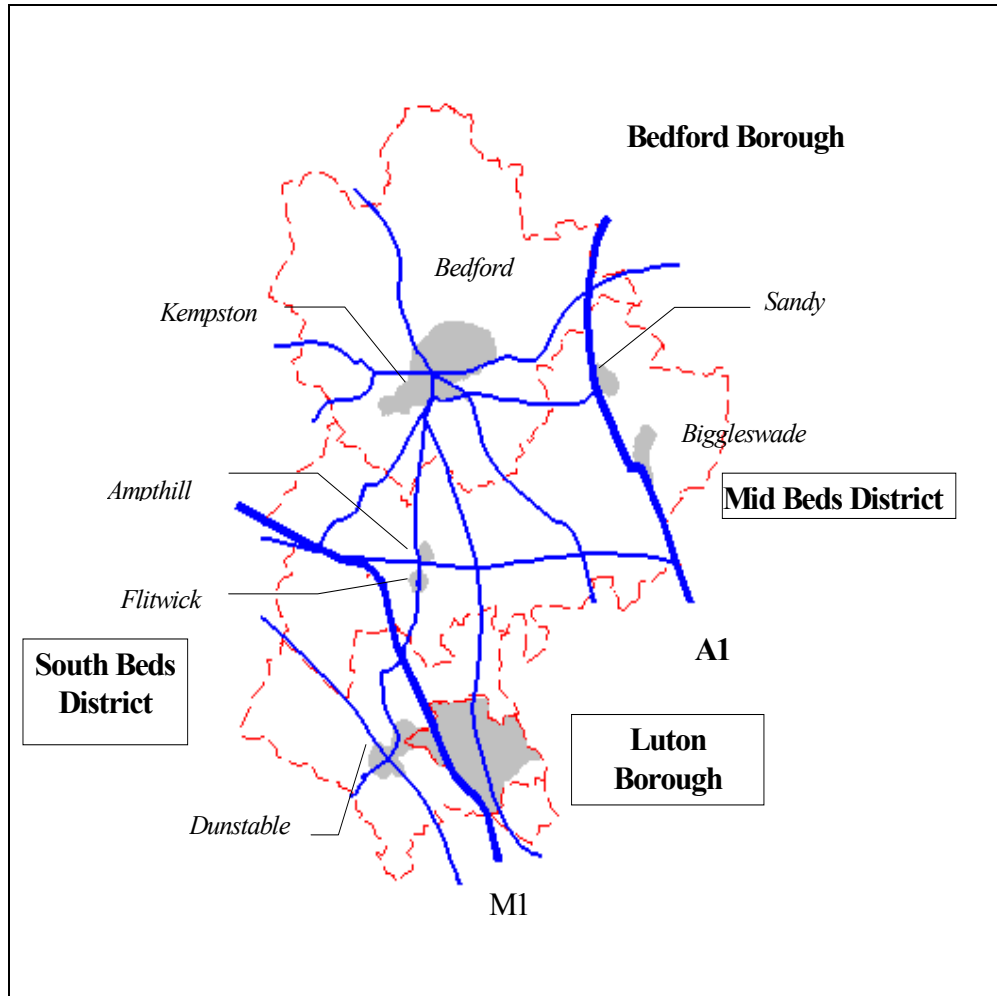 Bedford Borough
Bedford
Kempston
Sandy
Biggleswade
Ampthill
Mid Beds District
Flitwick
A1
South Beds
District
Luton
Borough
Dunstable
M1